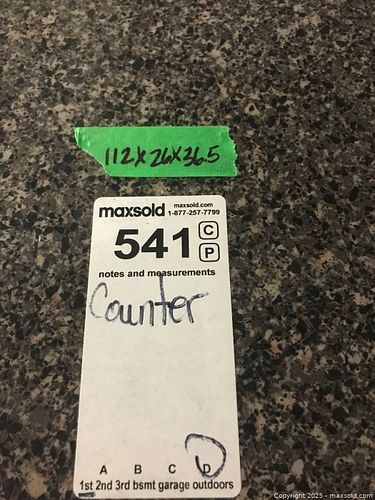 112x26x36.5
maxsold maxsold.com
1-877-257-7799
541 C
P
notes and measurements
Counter
A B C D
1st 2nd 3rd bsmt garage outdoors
Copyright © 2025 - maxsold.com